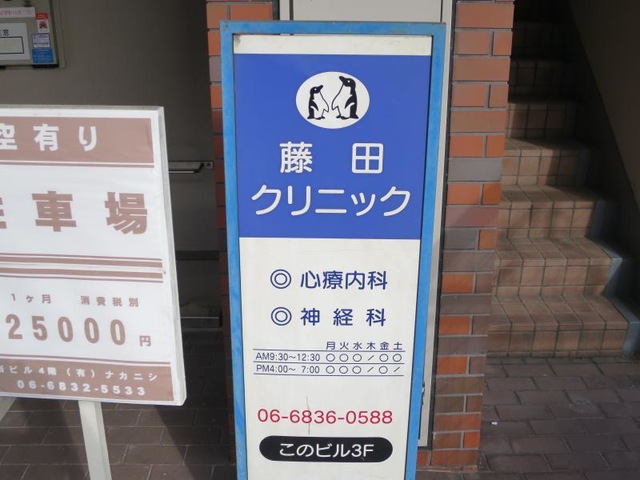 空有り
車場
1ヶ月 消費税別
25000円
ビル4階(有)ナカニシ
06-6832-5533
藤田
クリニック
◎ 心療内科
◎ 神経科
月火水木金土
AM9:30～12:30 ○○○／○○
PM4:00～ 7:00 ○○○／○／
06-6836-0588
このビル3F